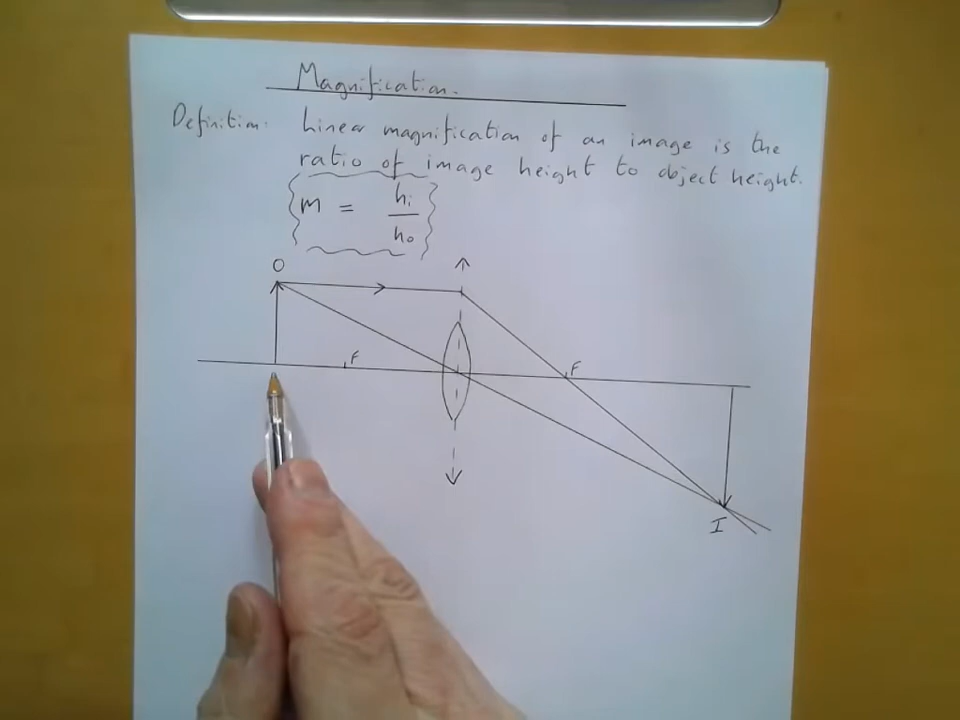 Magnification.
Definition: Linear magnification of an image is the
ratio of image height to object height.
m = hi/ho
O
F
F
I